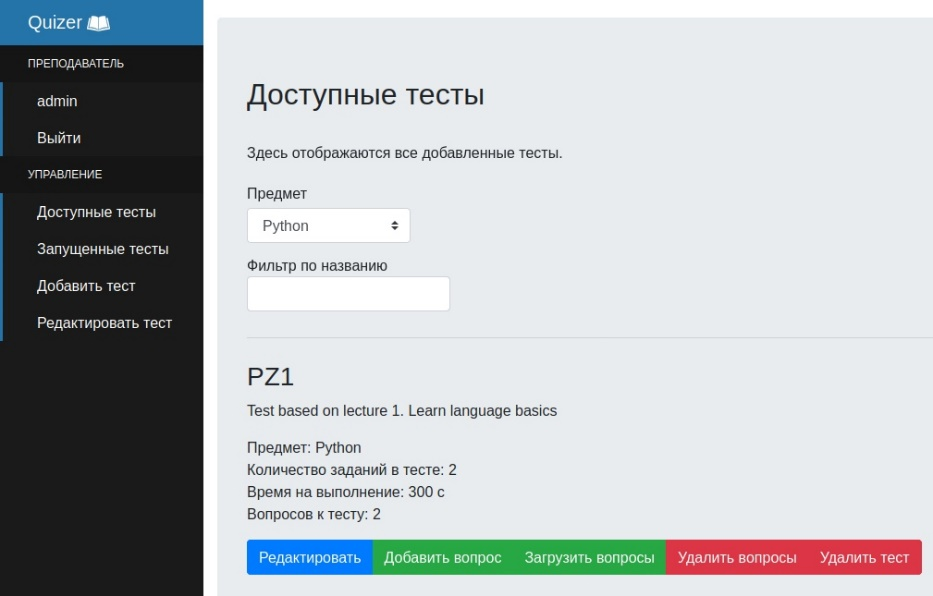 Quizer
ПРЕПОДАВАТЕЛЬ
admin
Выйти
УПРАВЛЕНИЕ
Доступные тесты
Запущенные тесты
Добавить тест
Редактировать тест
Доступные тесты
Здесь отображаются все добавленные тесты.
Предмет
Python
Фильтр по названию
PZ1
Test based on lecture 1. Learn language basics
Предмет: Python
Количество заданий в тесте: 2
Время на выполнение: 300 с
Вопросов к тесту: 2
Редактировать Добавить вопрос Загрузить вопросы Удалить вопросы Удалить тест